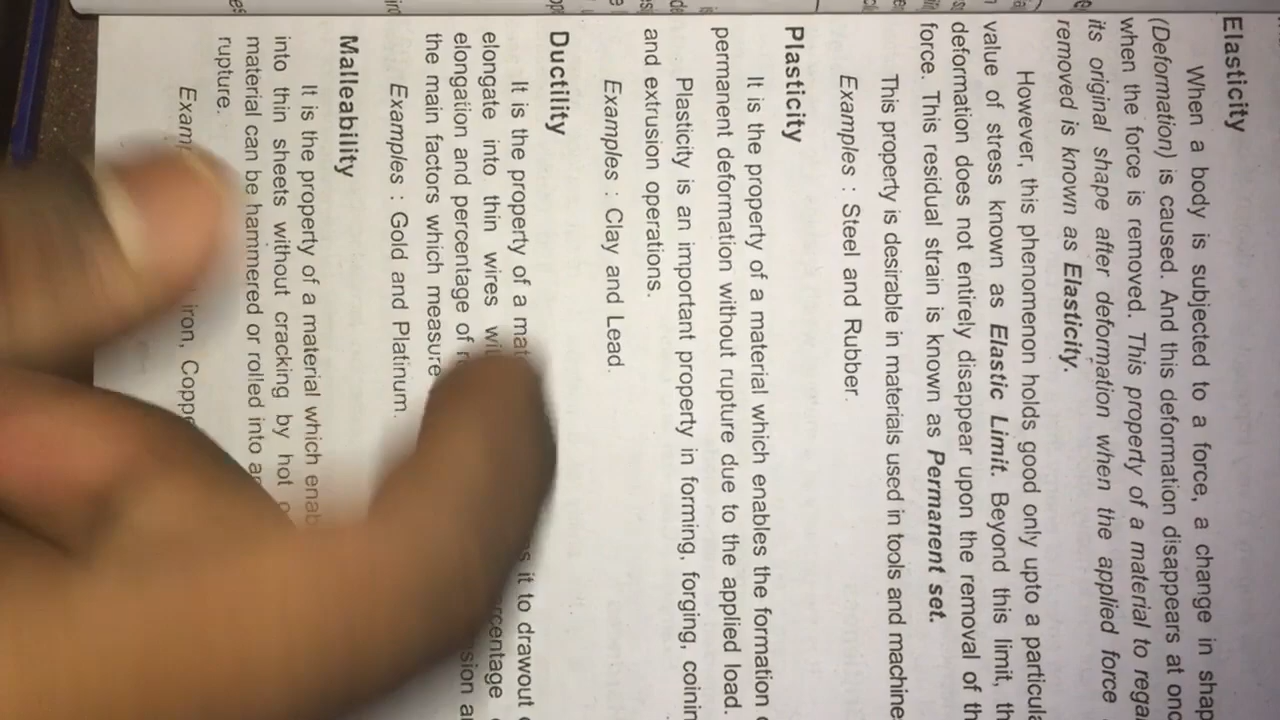 Elasticity
When a body is subjected to a force, a change in shap
(Deformation) is caused. And this deformation disappears at onc
when the force is removed. This property of a material to regai
its original shape after deformation when the applied force
removed is known as Elasticity.
However, this phenomenon holds good only upto a particula
value of stress known as Elastic Limit. Beyond this limit, th
deformation does not entirely disappear upon the removal of th
force. This residual strain is known as Permanent set.
This property is desirable in materials used in tools and machine
Examples : Steel and Rubber.
Plasticity
It is the property of a material which enables the formation
permanent deformation without rupture due to the applied load.
Plasticity is an important property in forming, forging, coinin
and extrusion operations.
Examples : Clay and Lead.
Ductility
It is the property of a mat s it to drawout
elongate into thin wires rcentage
elongation and percentage of sion a
the main factors which measure
Examples : Gold and Platinum.
Malleability
It is the property of a material which enab
into thin sheets without cracking by hot
material can be hammered or rolled into
rupture.
Exam iron, Coppe